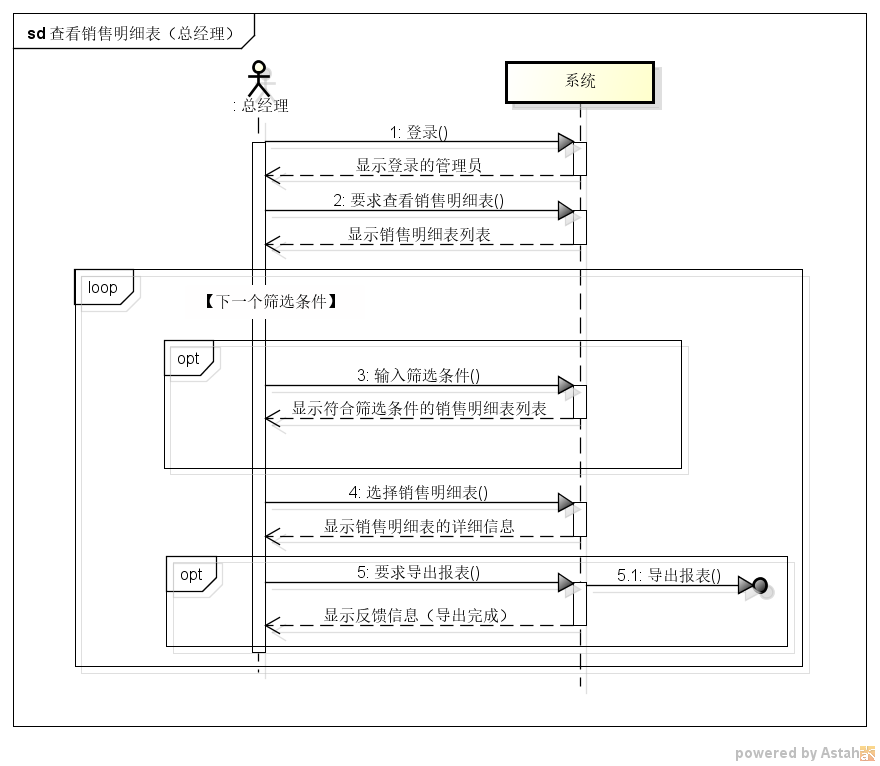 sd 查看销售明细表（总经理）
: 总经理
系统
1: 登录()
显示登录的管理员
2: 要求查看销售明细表()
显示销售明细表列表
loop
【下一个筛选条件】
opt
3: 输入筛选条件()
显示符合筛选条件的销售明细表列表
4: 选择销售明细表()
显示销售明细表的详细信息
opt
5: 要求导出报表()
5.1: 导出报表()
显示反馈信息（导出完成）
powered by Astah